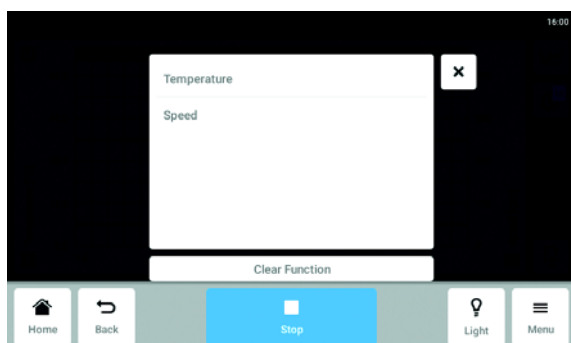 16:00
Temperature
Speed
Clear Function
Home
Back
Stop
Light
Menu